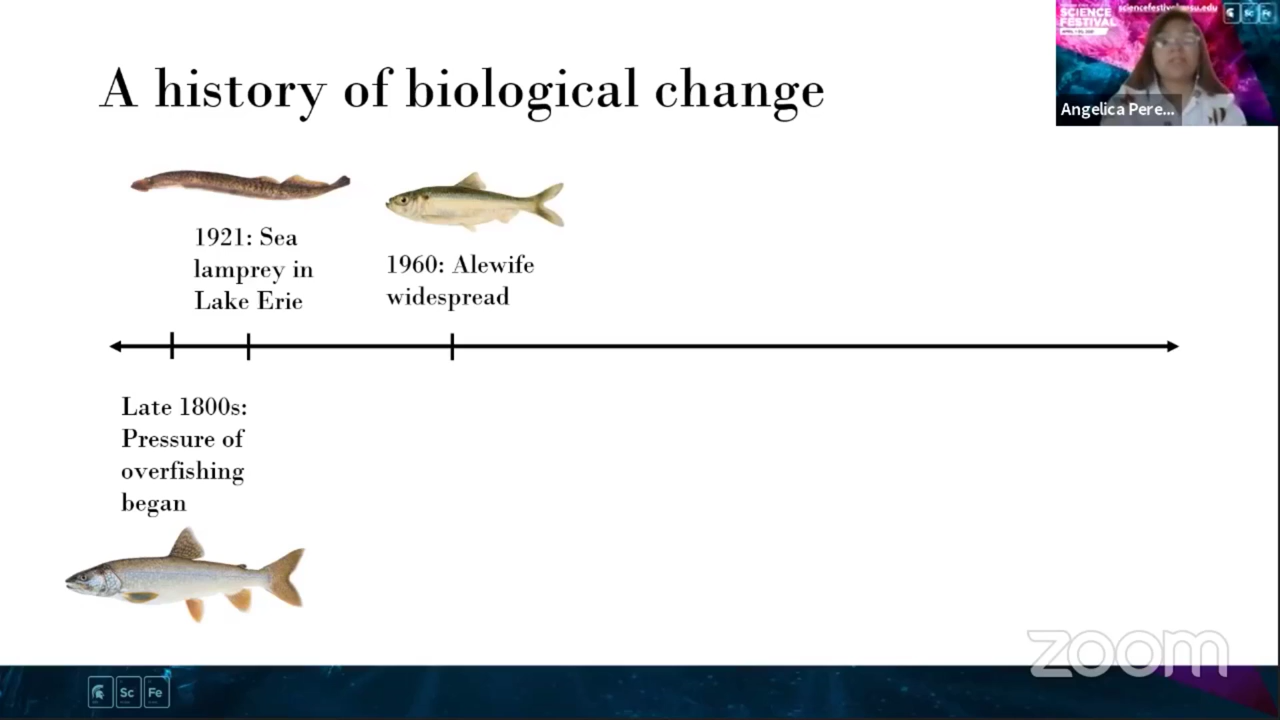 A history of biological change
SCIENCE
FESTIVAL
Angelica Pere...
1921: Sea
lamprey in
Lake Erie
1960: Alewife
widespread
Late 1800s:
Pressure of
overfishing
began
zoom
Sc
Fe